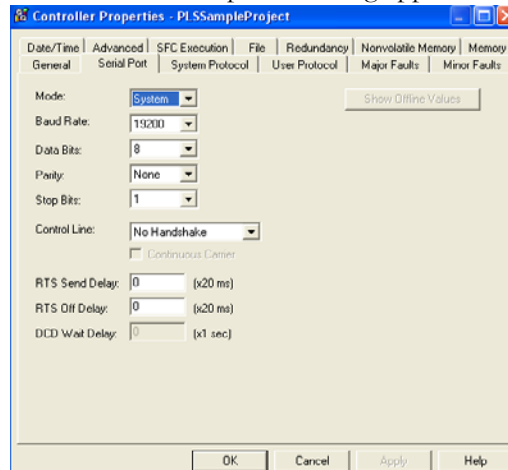 Controller Properties - PLSSampleProject
Date/Time Advanced SFC Execution File Redundancy Nonvolatile Memory Memory
General Serial Port System Protocol User Protocol Major Faults Minor Faults
Mode: System Show Offline Values
Baud Rate: 19200
Data Bits: 8
Parity: None
Stop Bits: 1
Control Line: No Handshake
Continuous Carrier
RTS Send Delay: 0 (x20 ms)
RTS Off Delay: 0 (x20 ms)
DCD Wait Delay: 0 (x1 sec)
OK Cancel Apply Help